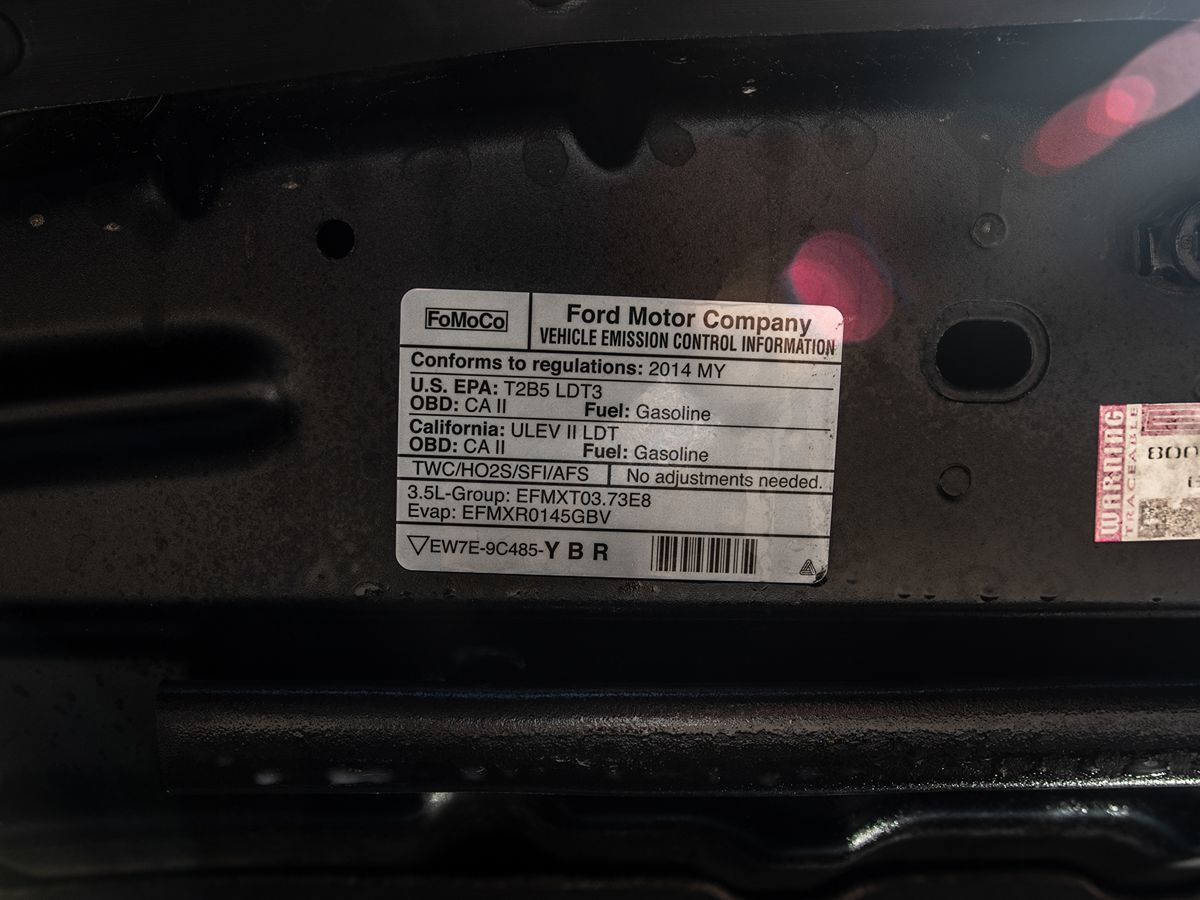 FoMoCo
Ford Motor Company
VEHICLE EMISSION CONTROL INFORMATION
Conforms to regulations: 2014 MY
U.S. EPA: T2B5 LDT3
OBD: CA II Fuel: Gasoline
California: ULEV II LDT
OBD: CA II Fuel: Gasoline
TWC/HO2S/SFI/AFS No adjustments needed.
3.5L-Group: EFMXT03.73E8
Evap: EFMXR0145GBV
EW7E-9C485-Y B R
WARNING
TRACEABLE
800